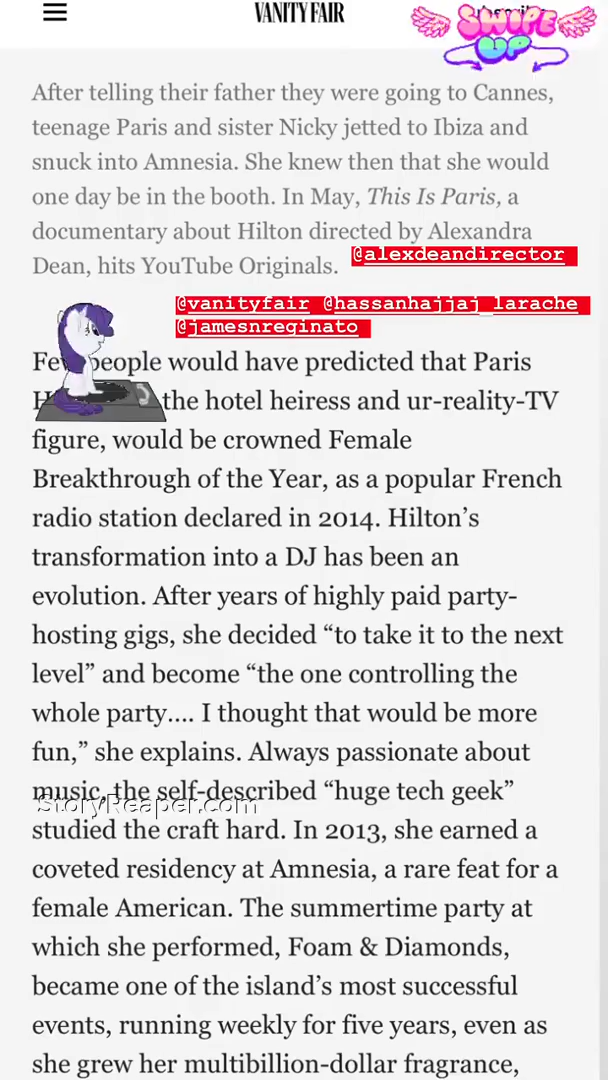 VANITY FAIR
SWIPE
UP
After telling their father they were going to Cannes,
teenage Paris and sister Nicky jetted to Ibiza and
snuck into Amnesia. She knew then that she would
one day be in the booth. In May, This Is Paris, a
documentary about Hilton directed by Alexandra
@alexdeandirector
Dean, hits YouTube Originals.
@vanityfair @hassanhajjaj_larache
@jamesnreginato
Few people would have predicted that Paris
the hotel heiress and ur-reality-TV
figure, would be crowned Female
Breakthrough of the Year, as a popular French
radio station declared in 2014. Hilton’s
transformation into a DJ has been an
evolution. After years of highly paid party-
hosting gigs, she decided “to take it to the next
level” and become “the one controlling the
whole party.... I thought that would be more
fun,” she explains. Always passionate about
music, the self-described “huge tech geek”
StoryReaper.com
studied the craft hard. In 2013, she earned a
coveted residency at Amnesia, a rare feat for a
female American. The summertime party at
which she performed, Foam & Diamonds,
became one of the island’s most successful
events, running weekly for five years, even as
she grew her multibillion-dollar fragrance,